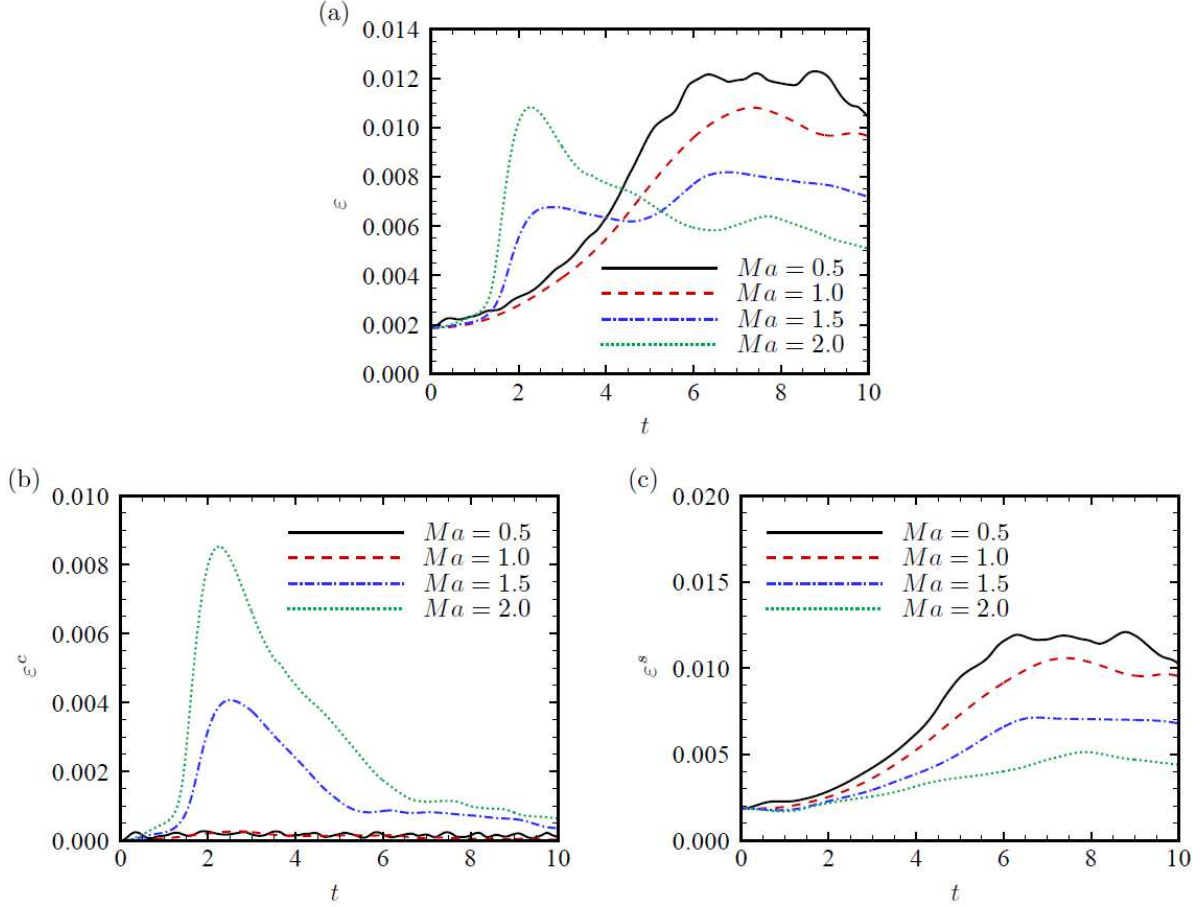 (a)
0.014
0.012
0.010
0.008
0.006
0.004
0.002
0.000
ε
Ma = 0.5
Ma = 1.0
Ma = 1.5
Ma = 2.0
0 2 4 6 8 10
t
(b)
0.010
0.008
0.006
0.004
0.002
0.000
ε^c
Ma = 0.5
Ma = 1.0
Ma = 1.5
Ma = 2.0
0 2 4 6 8 10
t
(c)
0.020
0.015
0.010
0.005
0.000
ε^s
Ma = 0.5
Ma = 1.0
Ma = 1.5
Ma = 2.0
0 2 4 6 8 10
t